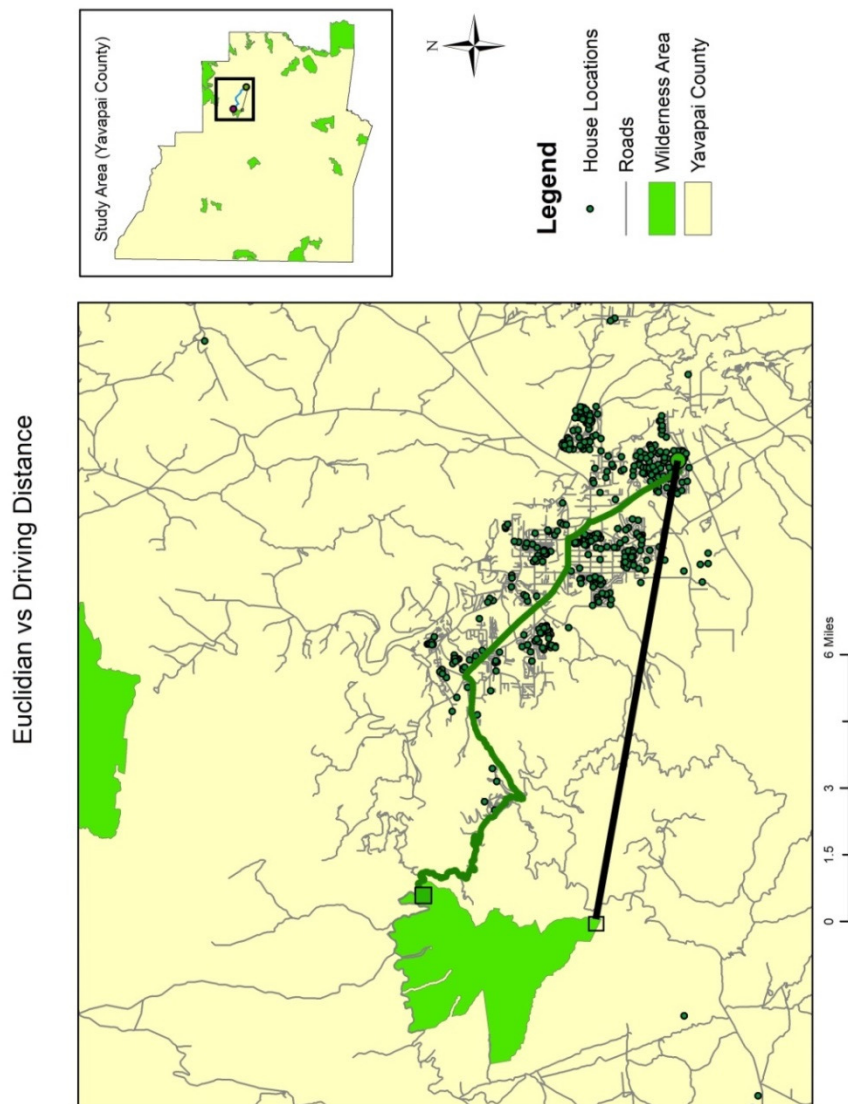 Euclidian vs Driving Distance
Study Area (Yavapai County)
N
Legend
House Locations
Roads
Wilderness Area
Yavapai County
0 1.5 3 6 Miles